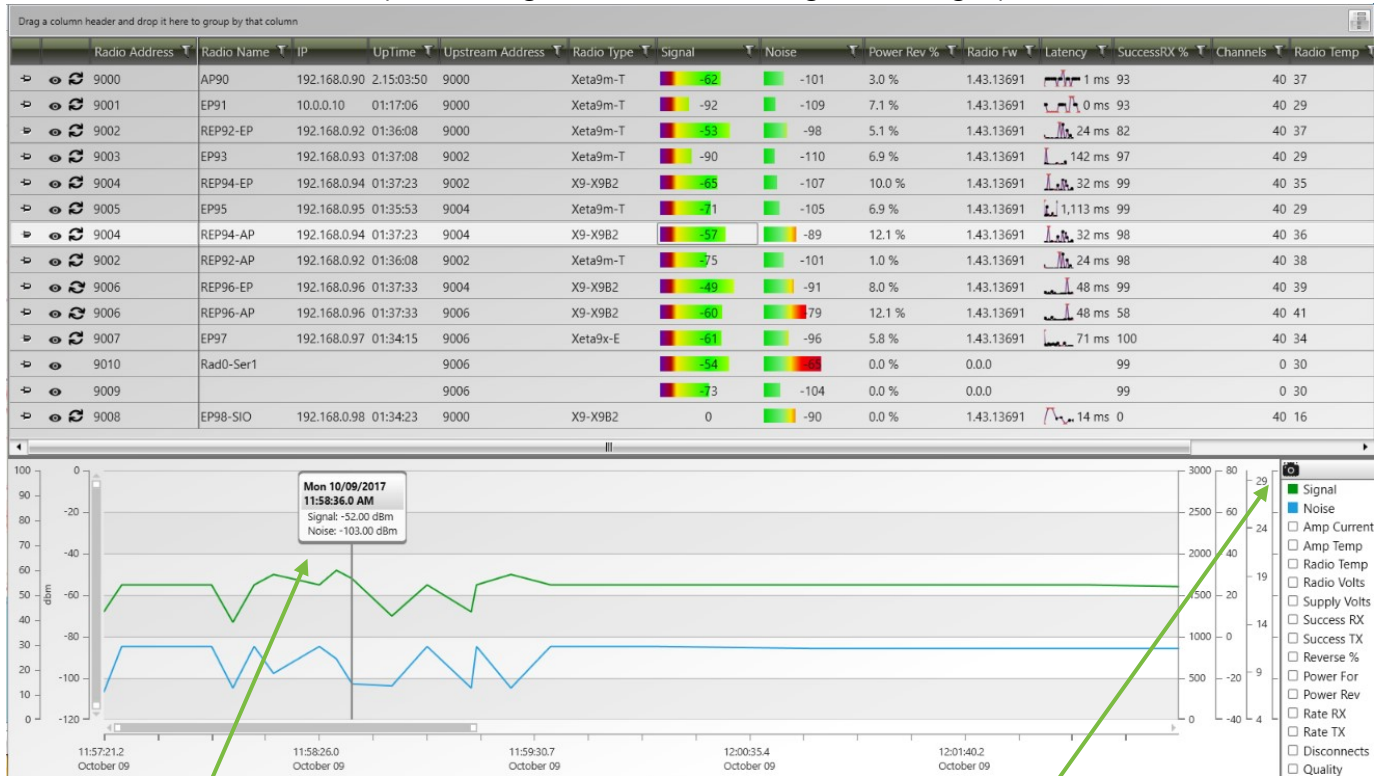 Drag a column header and drop it here to group by that column
Radio Address Radio Name IP UpTime Upstream Address Radio Type Signal Noise Power Rev % Radio Fw Latency SuccessRX % Channels Radio Temp
9000 AP90 192.168.0.90 2.15:03:50 9000 Xeta9m-T -62 -101 3.0 % 1.43.13691 1 ms 93 40 37
9001 EP91 10.0.0.10 01:17:06 9000 Xeta9m-T -92 -109 7.1 % 1.43.13691 0 ms 93 40 29
9002 REP92-EP 192.168.0.92 01:36:08 9000 Xeta9m-T -53 -98 5.1 % 1.43.13691 24 ms 82 40 37
9003 EP93 192.168.0.93 01:37:08 9002 Xeta9m-T -90 -110 6.9 % 1.43.13691 142 ms 97 40 29
9004 REP94-EP 192.168.0.94 01:37:23 9002 X9-X9B2 -65 -107 10.0 % 1.43.13691 32 ms 99 40 35
9005 EP95 192.168.0.95 01:35:53 9004 Xeta9m-T -71 -105 6.9 % 1.43.13691 1,113 ms 99 40 29
9004 REP94-AP 192.168.0.94 01:37:23 9004 X9-X9B2 -57 -89 12.1 % 1.43.13691 32 ms 98 40 36
9002 REP92-AP 192.168.0.92 01:36:08 9002 Xeta9m-T -75 -101 1.0 % 1.43.13691 24 ms 98 40 38
9006 REP96-EP 192.168.0.96 01:37:33 9004 X9-X9B2 -49 -91 8.0 % 1.43.13691 48 ms 99 40 39
9006 REP96-AP 192.168.0.96 01:37:33 9006 X9-X9B2 -60 -79 12.1 % 1.43.13691 48 ms 58 40 41
9007 EP97 192.168.0.97 01:34:15 9006 Xeta9x-E -61 -96 5.8 % 1.43.13691 71 ms 100 40 34
9010 Rad0-Ser1 9006 -54 -65 0.0 % 0.0.0 99 0 30
9009 9006 -73 -104 0.0 % 0.0.0 99 0 30
9008 EP98-SIO 192.168.0.98 01:34:23 9000 X9-X9B2 0 -90 0.0 % 1.43.13691 14 ms 0 40 16
100 90 80 70 60 50 40 30 20 10 0
dbm
0 -20 -40 -60 -80 -100 -120
Mon 10/09/2017
11:58:36.0 AM
Signal: -52.00 dBm
Noise: -103.00 dBm
3000 2500 2000 1500 1000 500 0
80 60 40 20 0 -20 -40
29 24 19 14 9 4
Signal
Noise
Amp Current
Amp Temp
Radio Temp
Radio Volts
Supply Volts
Success RX
Success TX
Reverse %
Power For
Power Rev
Rate RX
Rate TX
Disconnects
Quality
11:57:21.2 11:58:26.0 11:59:30.7 12:00:35.4 12:01:40.2
October 09 October 09 October 09 October 09 October 09